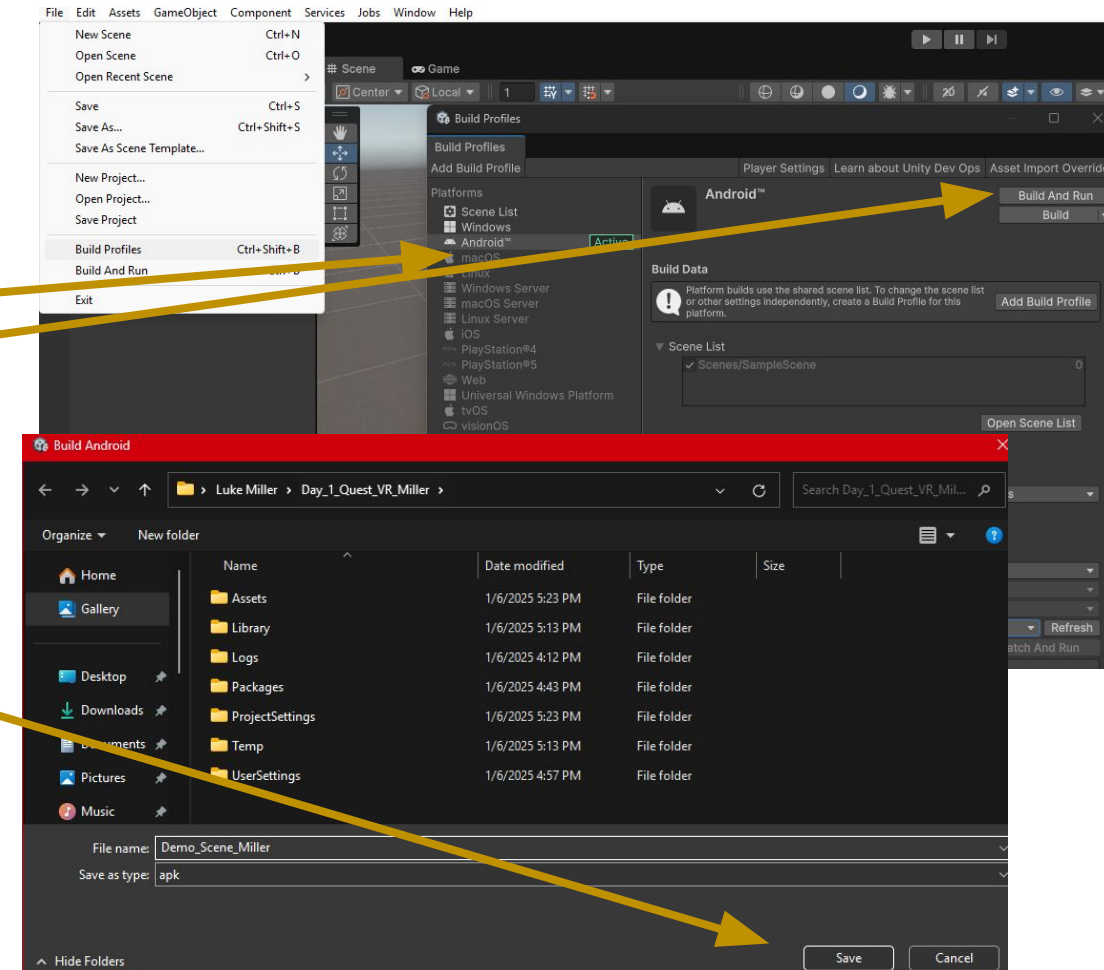 File Edit Assets GameObject Component Services Jobs Window Help
New Scene Ctrl+N
Open Scene Ctrl+O
Open Recent Scene >
Save Ctrl+S
Save As... Ctrl+Shift+S
Save As Scene Template...
New Project...
Open Project...
Save Project
Build Profiles Ctrl+Shift+B
Build And Run
Exit
# Scene Game
Center Local 1 2D
Build Profiles
Build Profiles
Add Build Profile Player Settings Learn about Unity Dev Ops Asset Import Overrid
Platforms
Scene List
Windows
Android™ Active
macOS
Linux
Windows Server
macOS Server
Linux Server
iOS
PlayStation®4
PlayStation®5
Web
Universal Windows Platform
tvOS
visionOS
Android™
Build And Run
Build
Build Data
Platform builds use the shared scene list. To change the scene list
or other settings independently, create a Build Profile for this
platform.
Add Build Profile
Scene List
Scenes/SampleScene 0
Open Scene List
s
Refresh
atch And Run
Build Android
> Luke Miller > Day_1_Quest_VR_Miller >
Search Day_1_Quest_VR_Mil...
Organize New folder
Home
Gallery
Desktop
Downloads
Documents
Pictures
Music
Name Date modified Type Size
Assets 1/6/2025 5:23 PM File folder
Library 1/6/2025 5:13 PM File folder
Logs 1/6/2025 4:12 PM File folder
Packages 1/6/2025 4:43 PM File folder
ProjectSettings 1/6/2025 5:23 PM File folder
Temp 1/6/2025 5:13 PM File folder
UserSettings 1/6/2025 4:57 PM File folder
File name: Demo_Scene_Miller
Save as type: apk
Hide Folders
Save Cancel